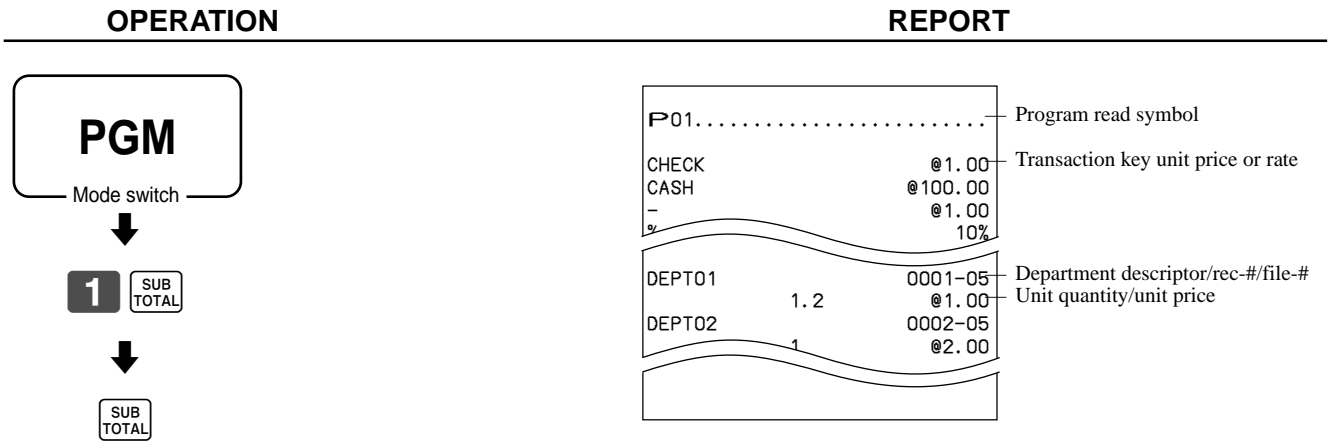 OPERATION
REPORT
PGM
Mode switch
1 SUB TOTAL
SUB TOTAL
P01......................... Program read symbol
CHECK @1.00 Transaction key unit price or rate
CASH @100.00
- @1.00
% 10%
DEPT01 0001-05 Department descriptor/rec-#/file-#
1.2 @1.00 Unit quantity/unit price
DEPT02 0002-05
1 @2.00